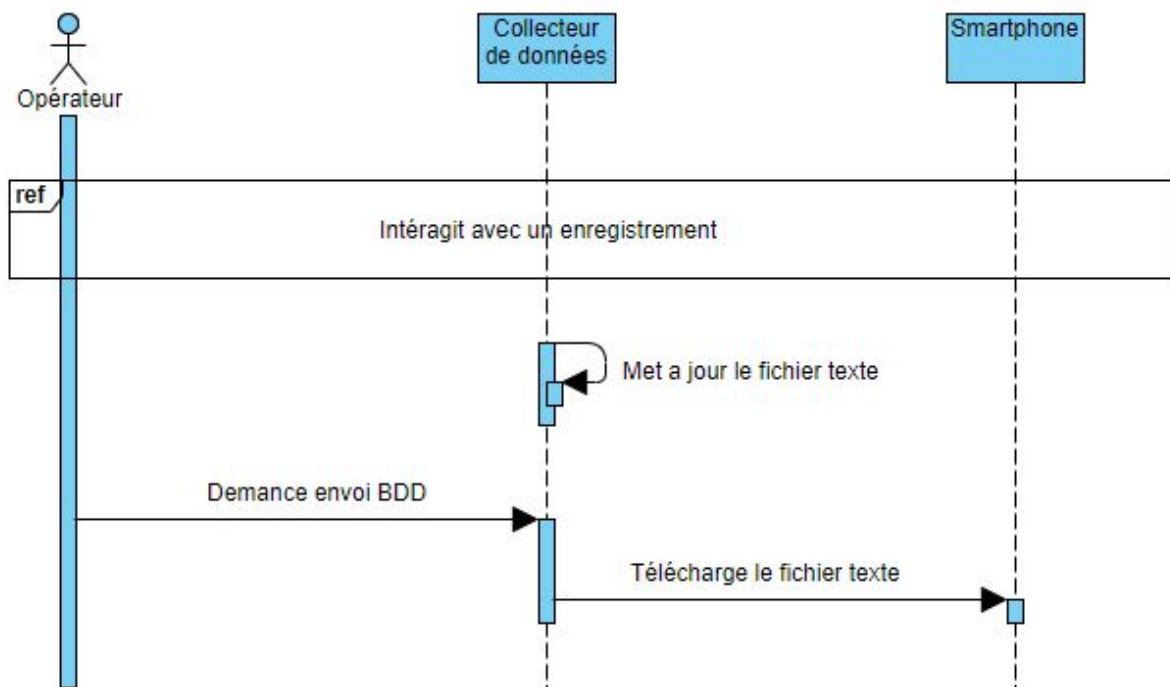 Opérateur
Collecteur
de données
Smartphone
ref
Intéragit avec un enregistrement
Met a jour le fichier texte
Demance envoi BDD
Télécharge le fichier texte